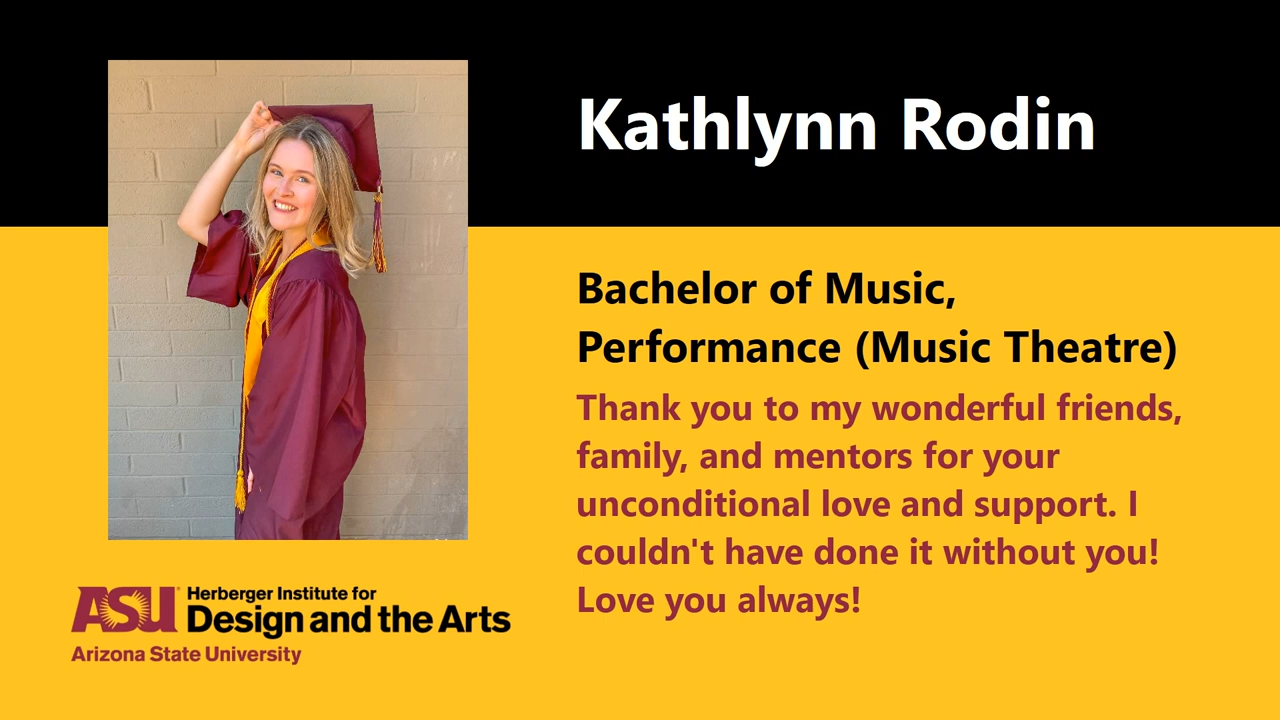 Kathlynn Rodin
Bachelor of Music,
Performance (Music Theatre)
Thank you to my wonderful friends,
family, and mentors for your
unconditional love and support. I
couldn't have done it without you!
Love you always!
ASU Herberger Institute for
Design and the Arts
Arizona State University